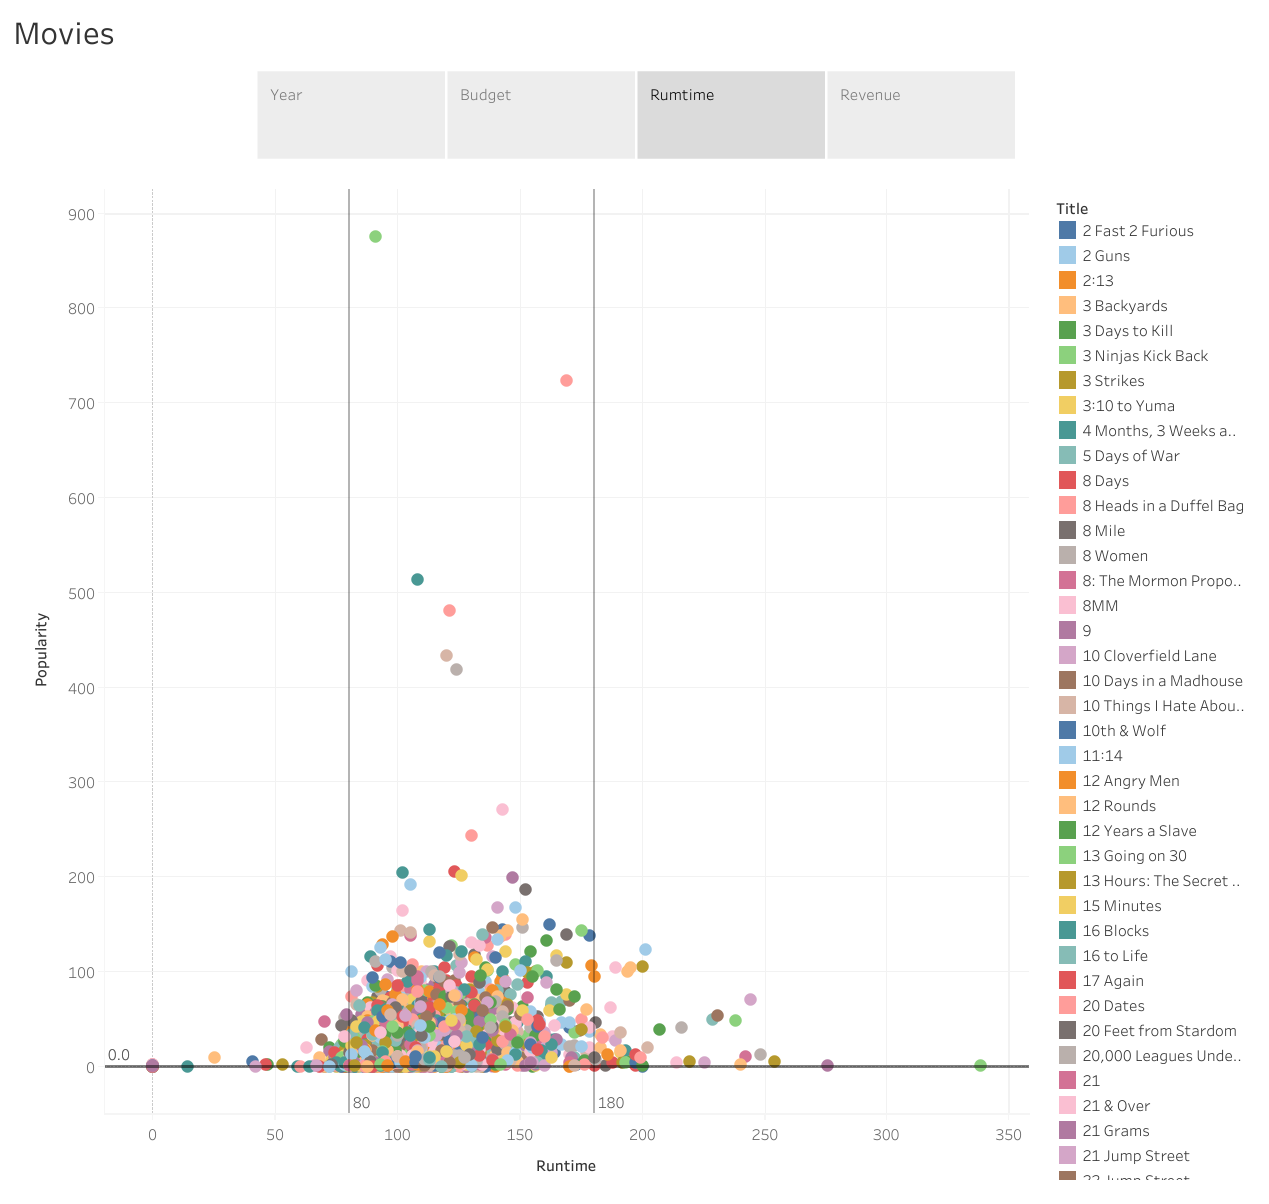 Movies
Year
Budget
Rumtime
Revenue
900
800
700
600
500
400
300
200
100
0
Popularity
0.0
80
180
0
50
100
150
200
250
300
350
Runtime
Title
2 Fast 2 Furious
2 Guns
2:13
3 Backyards
3 Days to Kill
3 Ninjas Kick Back
3 Strikes
3:10 to Yuma
4 Months, 3 Weeks a..
5 Days of War
8 Days
8 Heads in a Duffel Bag
8 Mile
8 Women
8: The Mormon Propo..
8MM
9
10 Cloverfield Lane
10 Days in a Madhouse
10 Things I Hate Abou..
10th & Wolf
11:14
12 Angry Men
12 Rounds
12 Years a Slave
13 Going on 30
13 Hours: The Secret ..
15 Minutes
16 Blocks
16 to Life
17 Again
20 Dates
20 Feet from Stardom
20,000 Leagues Unde..
21
21 & Over
21 Grams
21 Jump Street
22 Jump Street